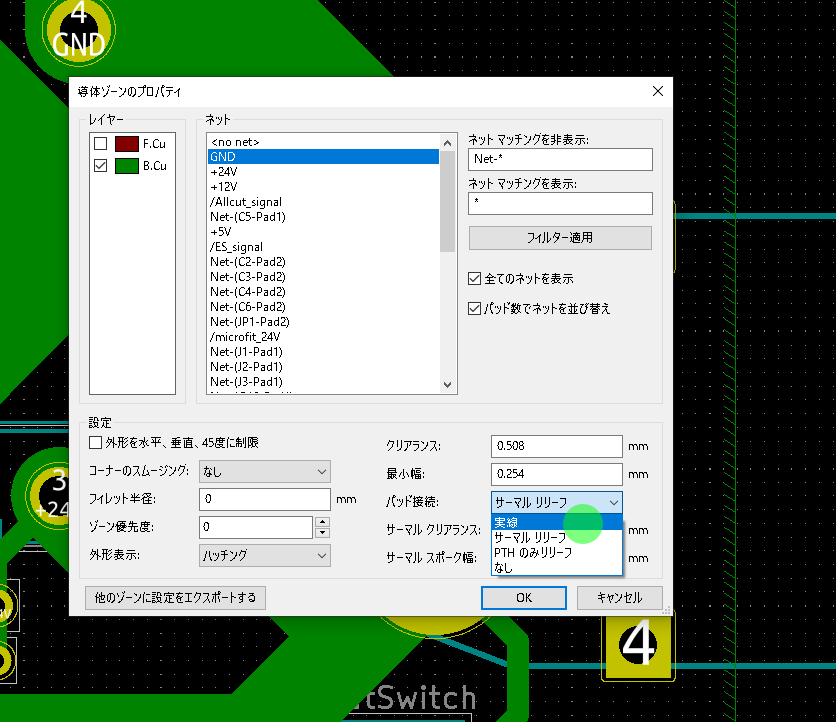 4
GND
導体ゾーンのプロパティ
レイヤー
F.Cu
B.Cu
ネット
<no net>
GND
+24V
+12V
/Allcut_signal
Net-(C5-Pad1)
+5V
/ES_signal
Net-(C2-Pad2)
Net-(C3-Pad2)
Net-(C4-Pad2)
Net-(C6-Pad2)
Net-(JP1-Pad2)
/microfit_24V
Net-(J1-Pad1)
Net-(J2-Pad1)
Net-(J3-Pad1)
ネット マッチングを非表示:
Net-*
ネット マッチングを表示:
*
フィルター適用
全てのネットを表示
パッド数でネットを並び替え
設定
外形を水平、垂直、45度に制限
コーナーのスムージング: なし
フィレット半径: 0 mm
ゾーン優先度: 0
外形表示: ハッチング
クリアランス: 0.508 mm
最小幅: 0.254 mm
パッド接続: サーマル リリーフ
実線
サーマル リリーフ
PTH のみリリーフ
なし
サーマル クリアランス: mm
サーマル スポーク幅: mm
他のゾーンに設定をエクスポートする
OK
キャンセル
3
+24
4
tSwitch